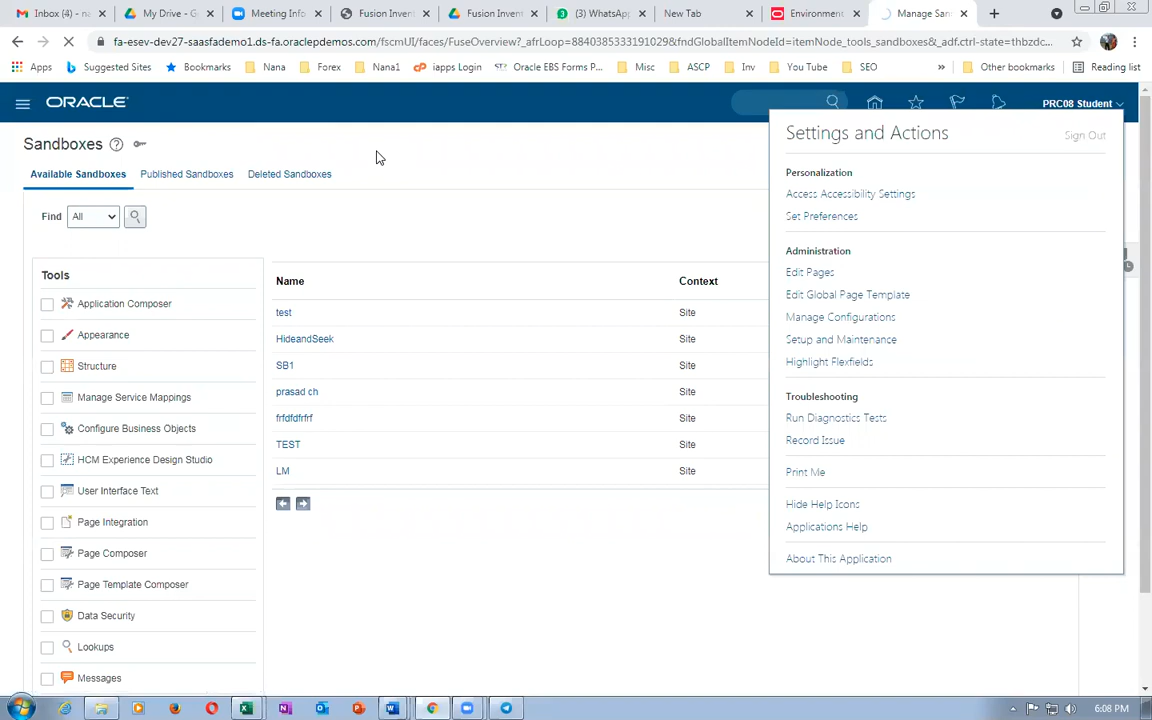 Inbox (4) - na
My Drive - G
Meeting Info
Fusion Inven
Fusion Invent
(3) WhatsApp
New Tab
Environment
Manage San
fa-esev-dev27-saasfademo1.ds-fa.oraclepdemos.com/fscmUI/faces/FuseOverview?_afrLoop=8840385333191029&fndGlobalItemNodeId=itemNode_tools_sandboxes&_adf.ctrl-state=thbzdc...
Apps Suggested Sites Bookmarks Nana Forex Nana1 iapps Login Oracle EBS Forms P... Misc ASCP Inv You Tube SEO » Other bookmarks Reading list
ORACLE
PRC08 Student
Sandboxes
Available Sandboxes Published Sandboxes Deleted Sandboxes
Find All
Tools
Application Composer
Appearance
Structure
Manage Service Mappings
Configure Business Objects
HCM Experience Design Studio
User Interface Text
Page Integration
Page Composer
Page Template Composer
Data Security
Lookups
Messages
Name Context
test Site
HideandSeek Site
SB1 Site
prasad ch Site
frfdfdfrfrf Site
TEST Site
LM Site
Settings and Actions Sign Out
Personalization
Access Accessibility Settings
Set Preferences
Administration
Edit Pages
Edit Global Page Template
Manage Configurations
Setup and Maintenance
Highlight Flexfields
Troubleshooting
Run Diagnostics Tests
Record Issue
Print Me
Hide Help Icons
Applications Help
About This Application
6:08 PM